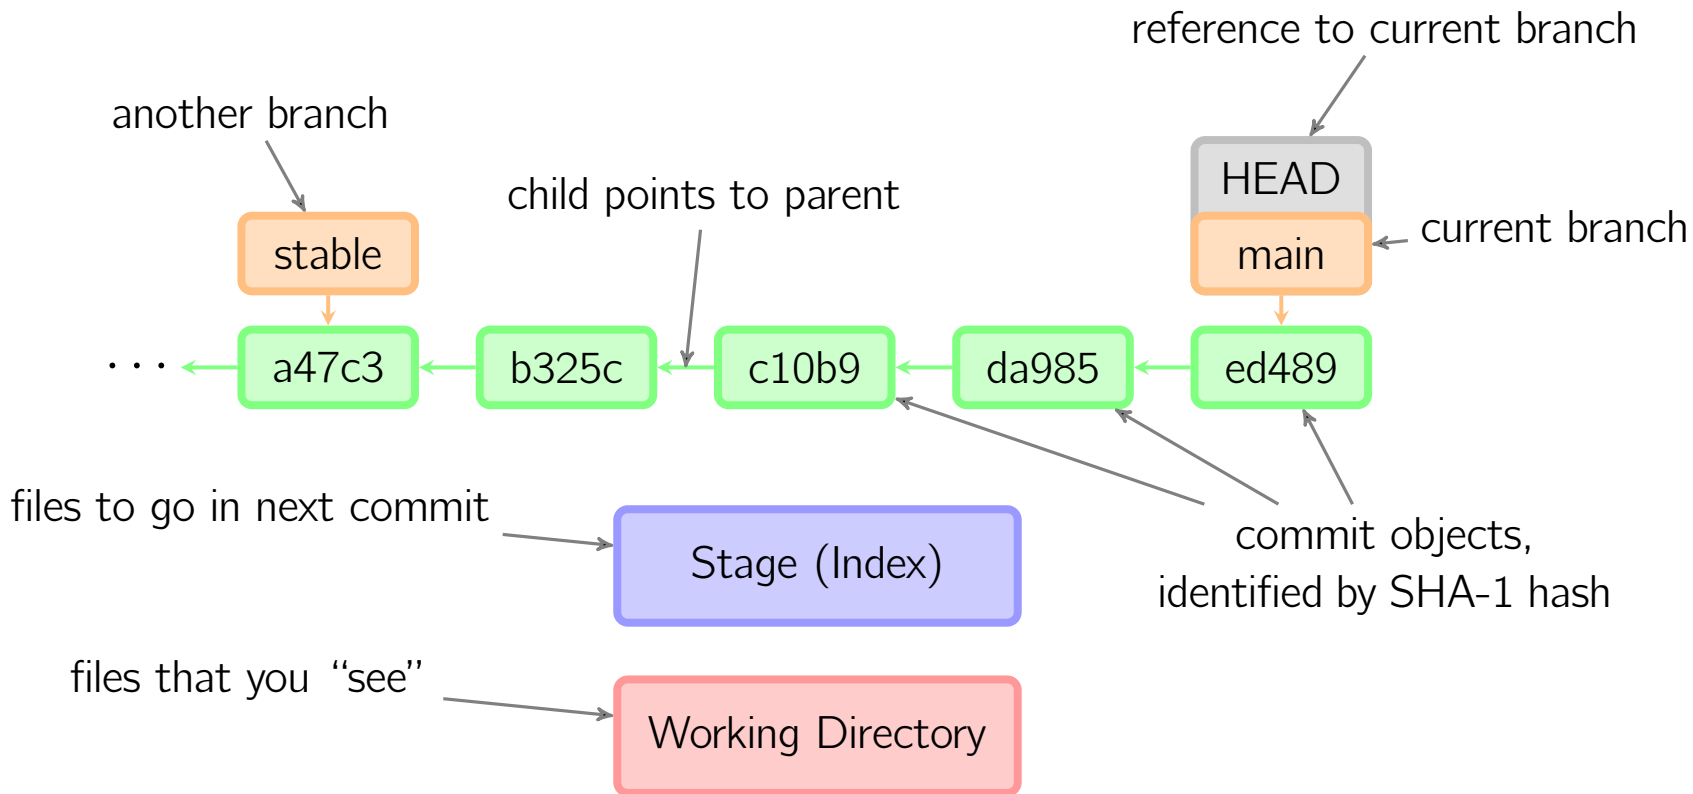 reference to current branch
another branch
HEAD
child points to parent
current branch
stable
main
··· a47c3 b325c c10b9 da985 ed489
files to go in next commit
Stage (Index)
commit objects,
identified by SHA-1 hash
files that you “see”
Working Directory